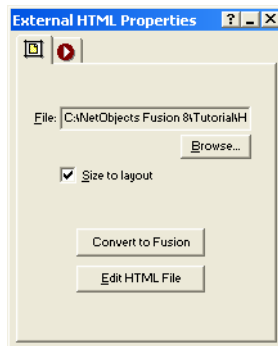 External HTML Properties
File: C:\NetObjects Fusion 8\Tutorial\H
Browse...
Size to layout
Convert to Fusion
Edit HTML File